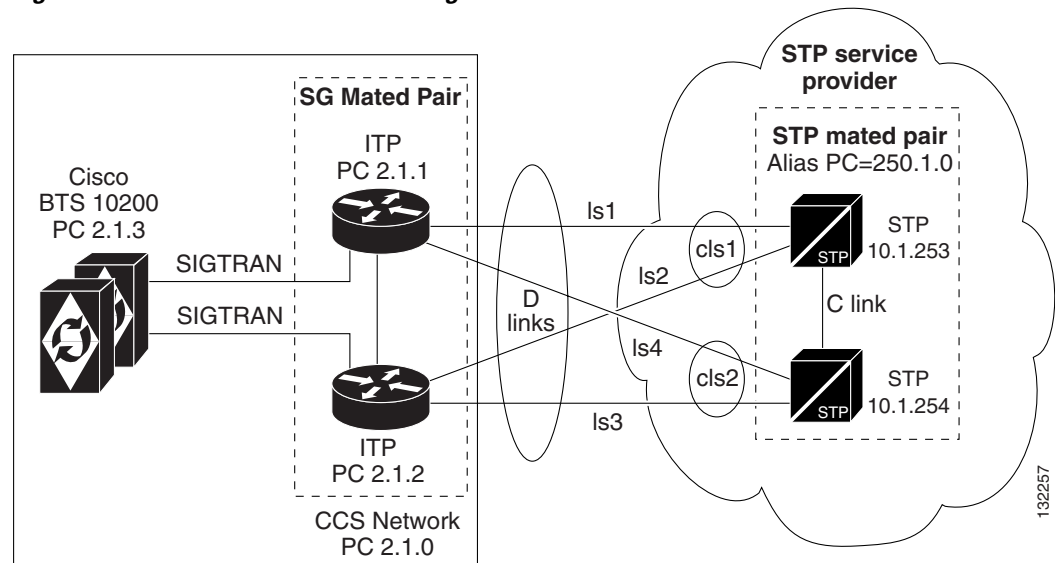 STP service
provider
SG Mated Pair
STP mated pair
Alias PC=250.1.0
ITP
PC 2.1.1
Cisco
BTS 10200
PC 2.1.3
ls1
STP
10.1.253
STP
cls1
SIGTRAN
ls2
D
links
C link
SIGTRAN
ls4
cls2
STP
10.1.254
STP
ls3
ITP
PC 2.1.2
CCS Network
PC 2.1.0
132257